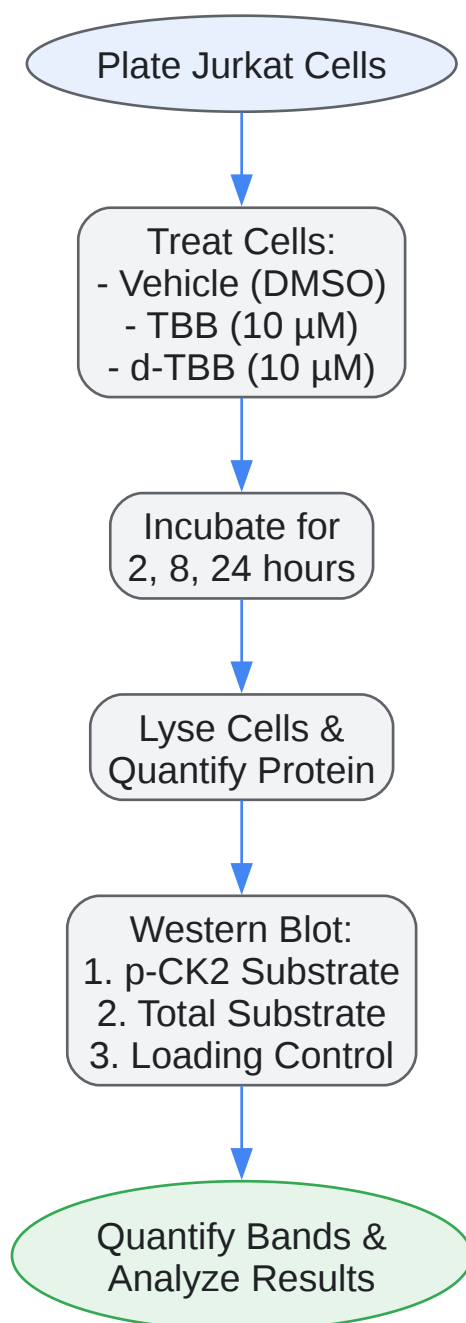 Plate Jurkat Cells
Treat Cells:
- Vehicle (DMSO)
- TBB (10 µM)
- d-TBB (10 µM)
Incubate for
2, 8, 24 hours
Lyse Cells &
Quantify Protein
Western Blot:
1. p-CK2 Substrate
2. Total Substrate
3. Loading Control
Quantify Bands &
Analyze Results